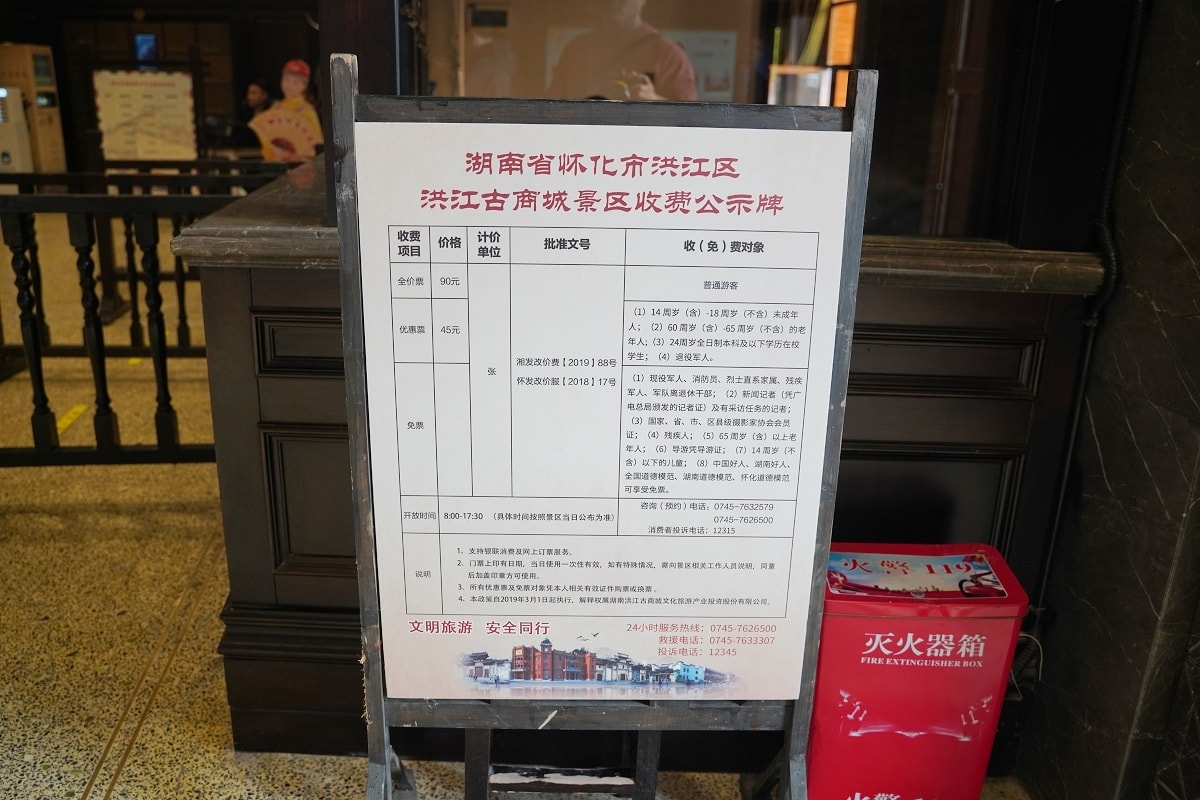 湖南省怀化市洪江区
洪江古商城景区收费公示牌
收费项目 价格 计价单位 批准文号 收（免）费对象
全价票 90元 普通游客
优惠票 45元
（1）14周岁（含）-18周岁（不含）未成年
人；（2）60周岁（含）-65周岁（不含）的老
年人;（3）24周岁全日制本科及以下学历在校
学生；（4）退役军人。
张
湘发改价费【2019】88号
怀发改价服【2018】17号
免票
（1）现役军人、消防员、烈士直系家属、残疾
军人、军队离退休干部；（2）新闻记者（凭广
电总局颁发的记者证）及有采访任务的记者；
（3）国家、省、市、区县级摄影家协会会员
证；（4）残疾人；（5）65周岁（含）以上老
年人；（6）导游凭导游证；（7）14周岁（不
含）以下的儿童；（8）中国好人、湖南好人、
全国道德模范、湖南道德模范、怀化道德模范
可享受免票。
开放时间 8:00-17:30 （具体时间按照景区当日公布为准）
咨询（预约）电话：0745-7632579
0745-7626500
消费者投诉电话：12315
说明
1、支持银联消费及网上订票服务。
2、门票上印有日期，当日使用一次性有效，如有特殊情况，需向景区相关工作人员说明，同意
后加盖印章方可使用。
3、所有优惠票及免票对象凭本人相关有效证件购票或换票。
4、本政策自2019年3月1日起执行，解释权属湖南洪江古商城文化旅游产业投资股份有限公司。
文明旅游 安全同行
24小时服务热线：0745-7626500
救援电话：0745-7633307
投诉电话：12345
火警119
灭火器箱
FIRE EXTINGUISHER BOX
火警119